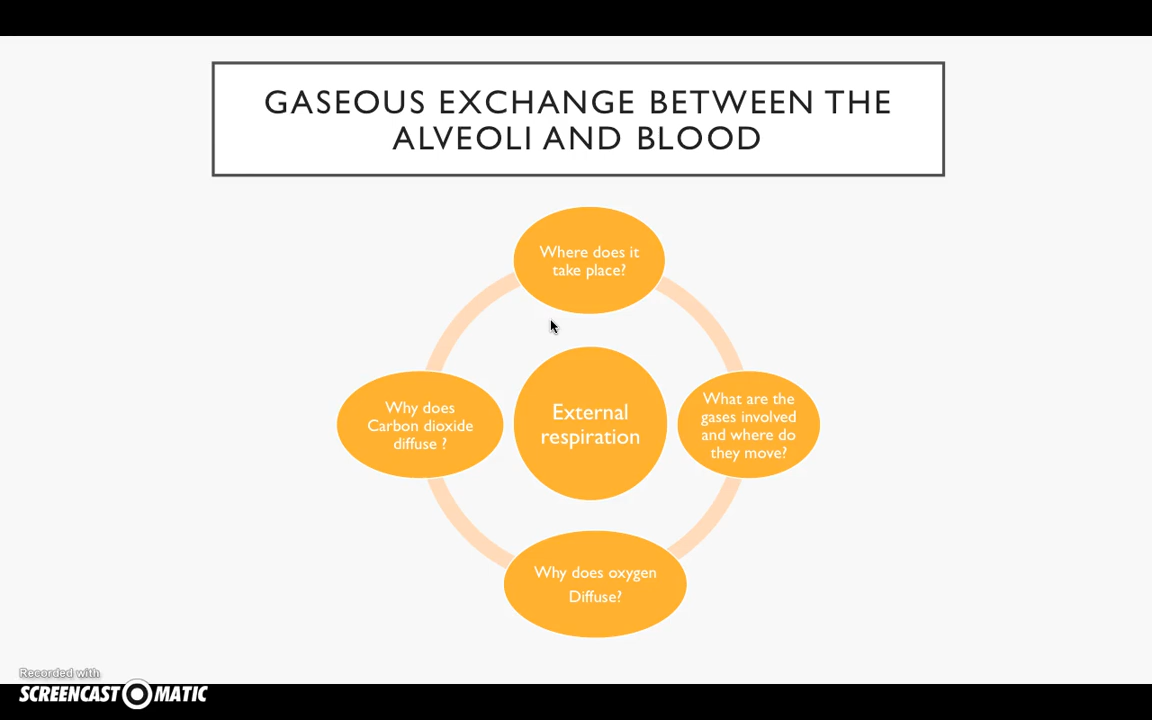 GASEOUS EXCHANGE BETWEEN THE
ALVEOLI AND BLOOD
Where does it
take place?
Why does
Carbon dioxide
diffuse ?
External
respiration
What are the
gases involved
and where do
they move?
Why does oxygen
Diffuse?
Recorded with
SCREENCAST MATIC